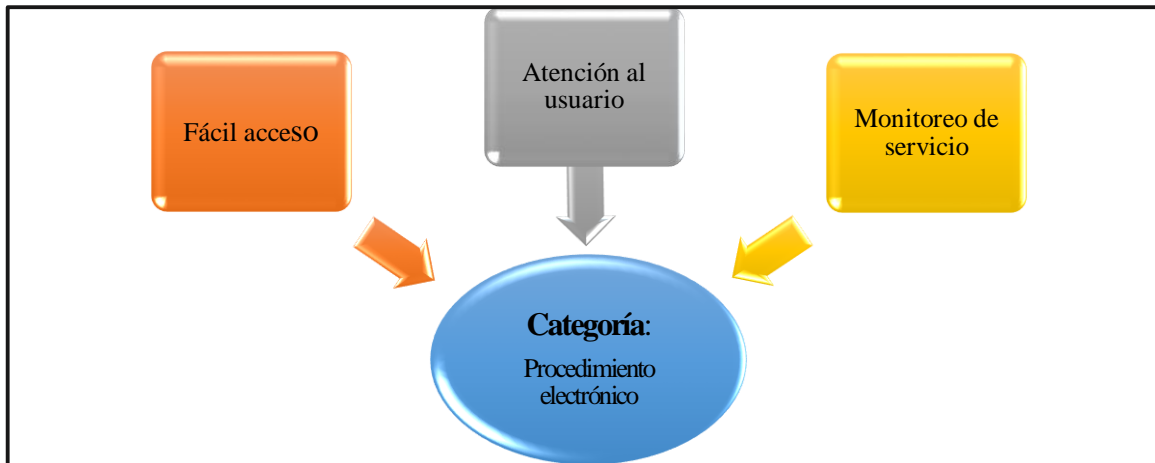 Fácil acceso
Atención al
usuario
Monitoreo de
servicio
Categoría:
Procedimiento
electrónico